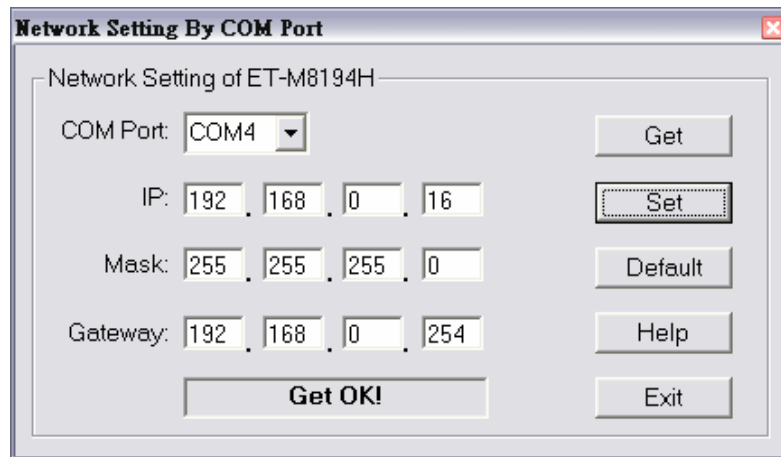 Network Setting By COM Port
Network Setting of ET-M8194H
COM Port: COM4 Get
IP: 192 . 168 . 0 . 16 Set
Mask: 255 . 255 . 255 . 0 Default
Gateway: 192 . 168 . 0 . 254 Help
Get OK! Exit